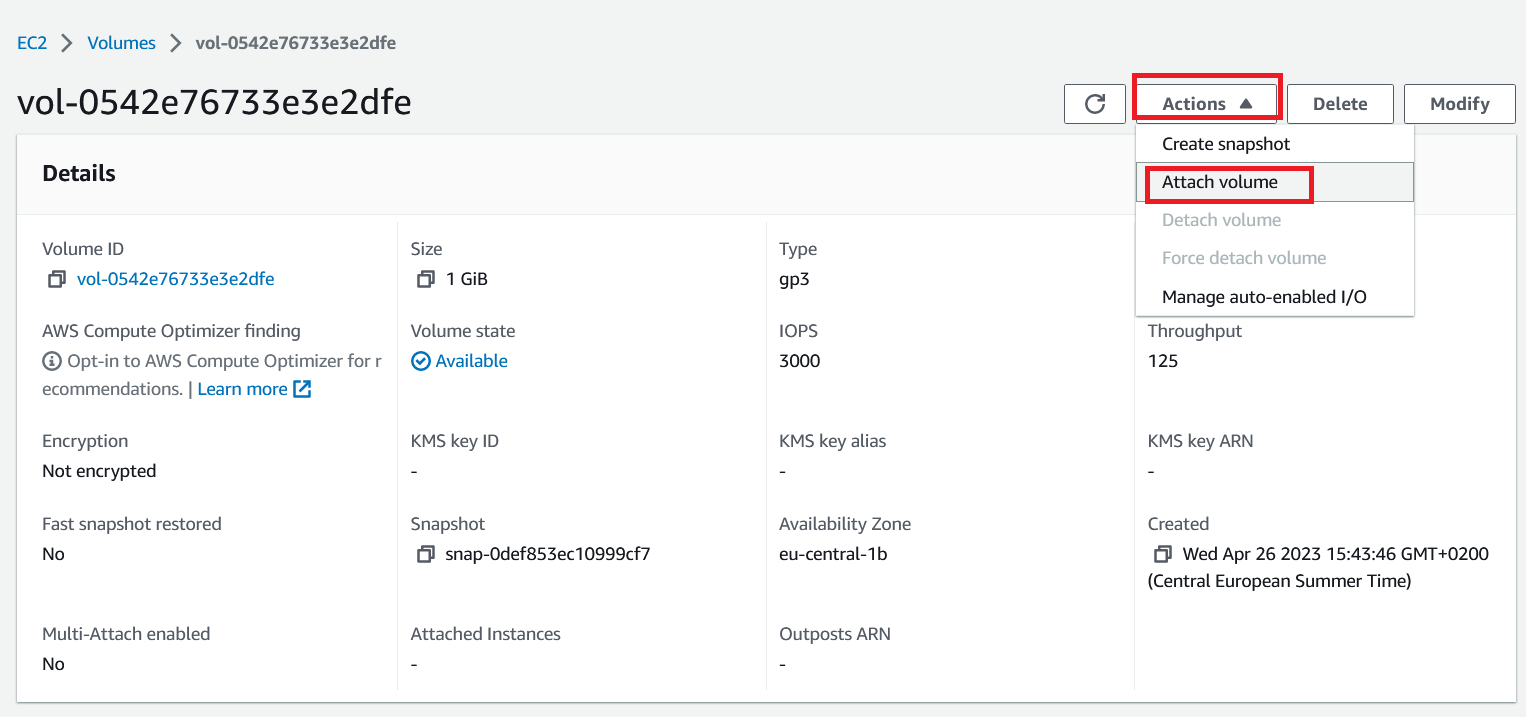 EC2 > Volumes > vol-0542e76733e3e2dfe
vol-0542e76733e3e2dfe
Actions ▲ Delete Modify
Create snapshot
Attach volume
Detach volume
Force detach volume
Manage auto-enabled I/O
Details
Volume ID
vol-0542e76733e3e2dfe
Size
1 GiB
Type
gp3
AWS Compute Optimizer finding
Opt-in to AWS Compute Optimizer for r
ecommendations. | Learn more
Volume state
Available
IOPS
3000
Throughput
125
Encryption
Not encrypted
KMS key ID
-
KMS key alias
-
KMS key ARN
-
Fast snapshot restored
No
Snapshot
snap-0def853ec10999cf7
Availability Zone
eu-central-1b
Created
Wed Apr 26 2023 15:43:46 GMT+0200
(Central European Summer Time)
Multi-Attach enabled
No
Attached Instances
-
Outposts ARN
-